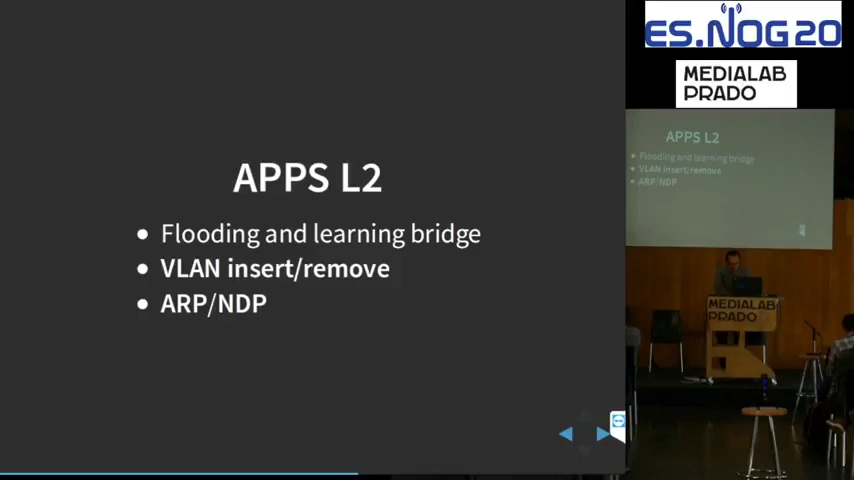 APPS L2
Flooding and learning bridge
VLAN insert/remove
ARP/NDP
ES.NOG 20
MEDIALAB
PRADO
APPS L2
Flooding and learning bridge
VLAN insert/remove
ARP/NDP
MEDIALAB
PRADO